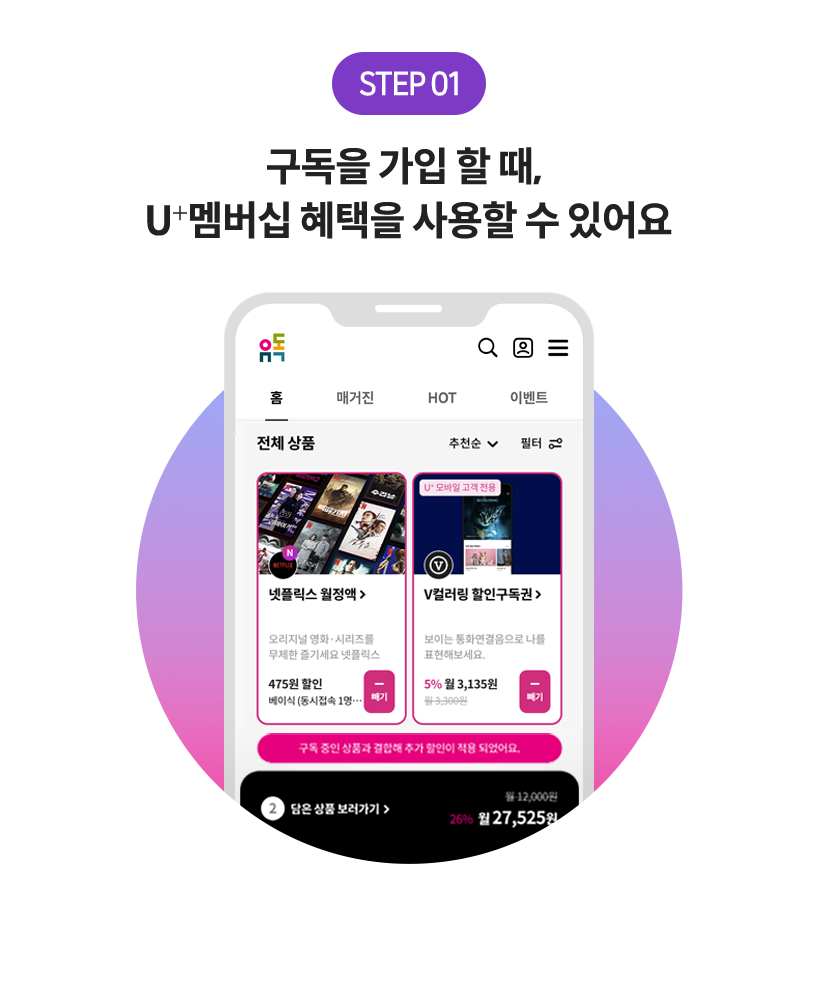 STEP 01
구독을 가입 할 때,
U⁺멤버십 혜택을 사용할 수 있어요
유독
홈
매거진
HOT
이벤트
전체 상품
추천순
필터
U⁺ 모바일 고객 전용
수리남
N
NETFLIX
V
넷플릭스 월정액 >
V컬러링 할인구독권 >
오리지널 영화·시리즈를
무제한 즐기세요 넷플릭스
보이는 통화연결음으로 나를
표현해보세요.
475원 할인
베이식 (동시접속 1명···
빼기
5% 월 3,135원
월 3,300원
빼기
구독 중인 상품과 결합해 추가 할인이 적용 되었어요.
2 담은 상품 보러가기 >
월 12,000원
26% 월 27,525원